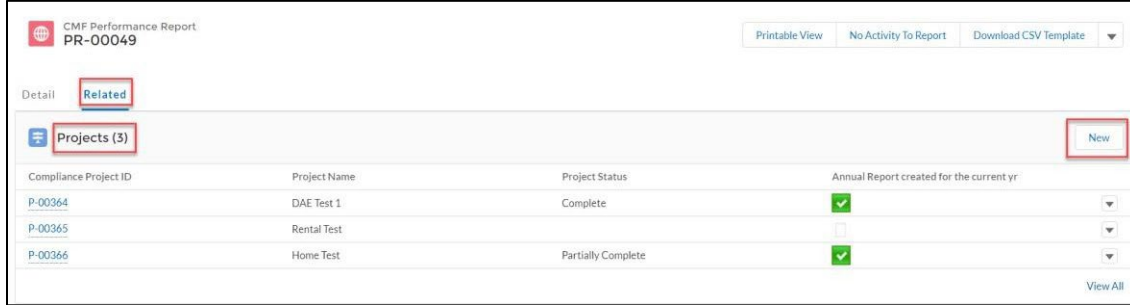 CMF Performance Report
PR-00049
Printable View No Activity To Report Download CSV Template
Detail Related
Projects (3) New
Compliance Project ID Project Name Project Status Annual Report created for the current yr
P-00364 DAE Test 1 Complete
P-00365 Rental Test
P-00366 Home Test Partially Complete
View All